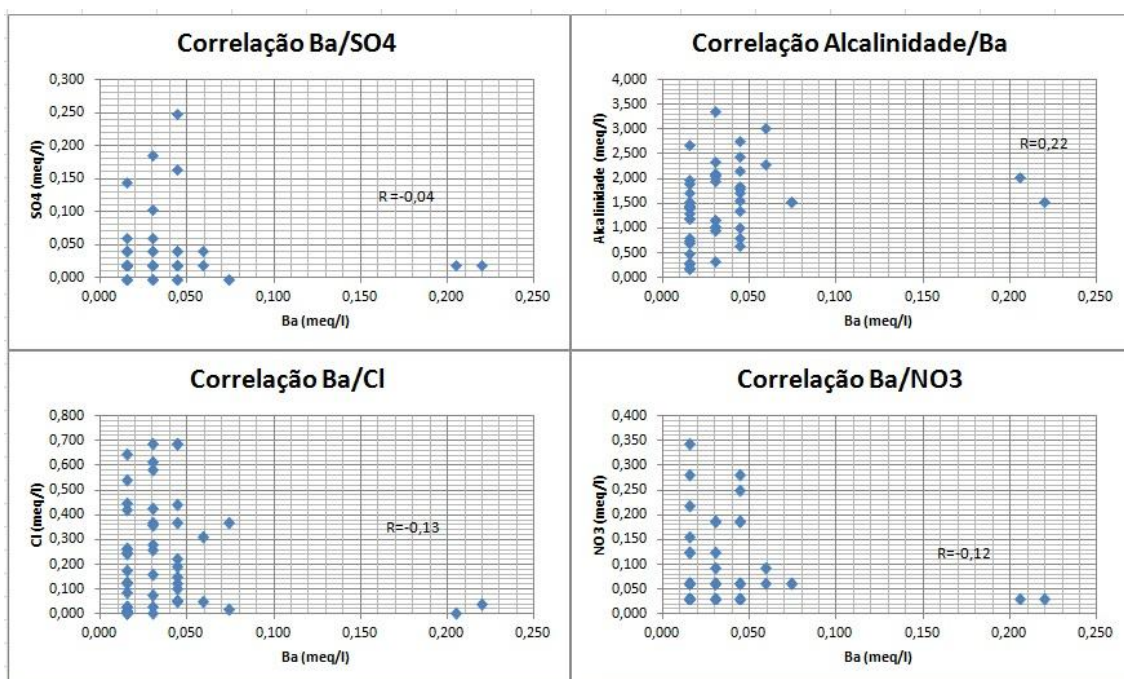 Correlação Ba/SO4
SO4 (meq/l)
0,300
0,250
0,200
0,150
0,100
0,050
0,000
R =-0,04
0,000 0,050 0,100 0,150 0,200 0,250
Ba (meq/l)
Correlação Alcalinidade/Ba
Alcalinidade (meq/l)
4,000
3,500
3,000
2,500
2,000
1,500
1,000
0,500
0,000
R=0,22
0,000 0,050 0,100 0,150 0,200 0,250
Ba (meq/l)
Correlação Ba/Cl
Cl (meq/l)
0,800
0,700
0,600
0,500
0,400
0,300
0,200
0,100
0,000
R=-0,13
0,000 0,050 0,100 0,150 0,200 0,250
Ba (meq/l)
Correlação Ba/NO3
NO3 (meq/l)
0,400
0,350
0,300
0,250
0,200
0,150
0,100
0,050
0,000
R=-0,12
0,000 0,050 0,100 0,150 0,200 0,250
Ba (meq/l)